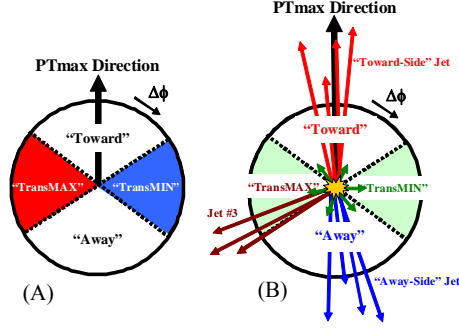 PTmax Direction
Δϕ
“Toward”
“TransMAX”
“TransMIN”
“Away”
(A)
PTmax Direction
“Toward-Side” Jet
Δϕ
“Toward”
“TransMAX”
“TransMIN”
Jet #3
“Away”
“Away-Side” Jet
(B)